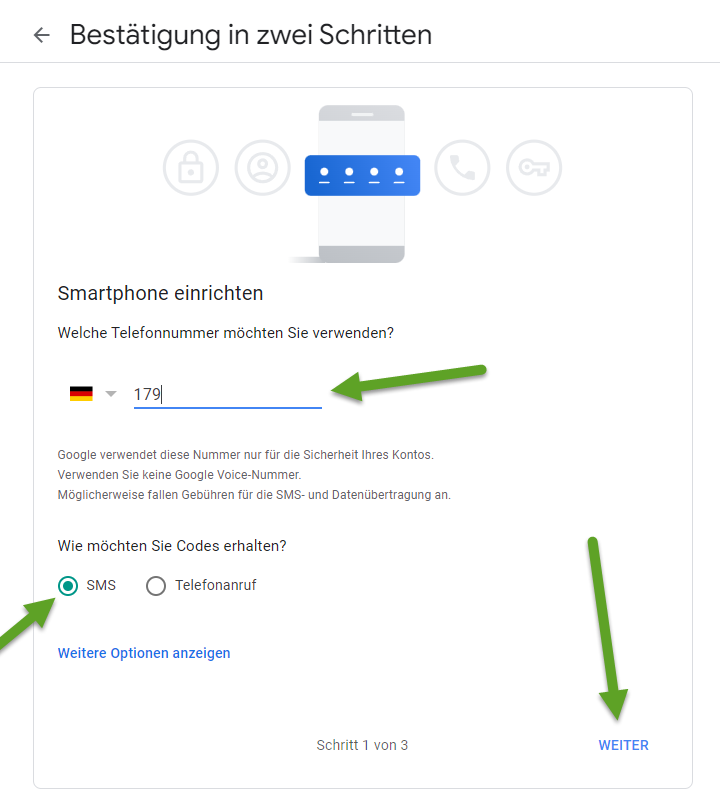 Bestätigung in zwei Schritten
Smartphone einrichten
Welche Telefonnummer möchten Sie verwenden?
179
Google verwendet diese Nummer nur für die Sicherheit Ihres Kontos.
Verwenden Sie keine Google Voice-Nummer.
Möglicherweise fallen Gebühren für die SMS- und Datenübertragung an.
Wie möchten Sie Codes erhalten?
SMS Telefonanruf
Weitere Optionen anzeigen
Schritt 1 von 3 WEITER